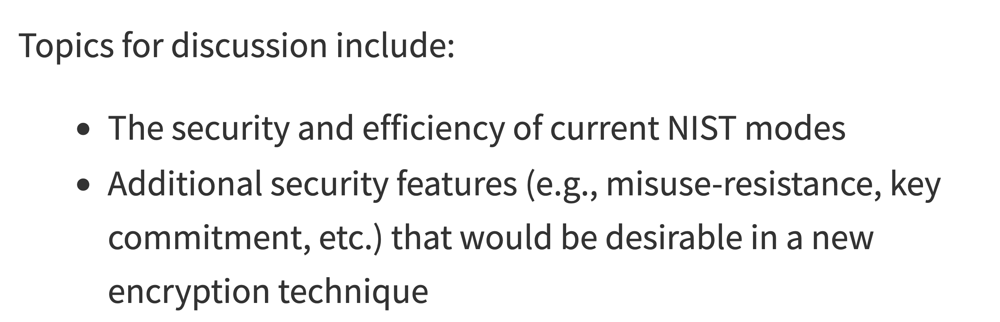 Topics for discussion include:
• The security and efficiency of current NIST modes
• Additional security features (e.g., misuse-resistance, key
commitment, etc.) that would be desirable in a new
encryption technique